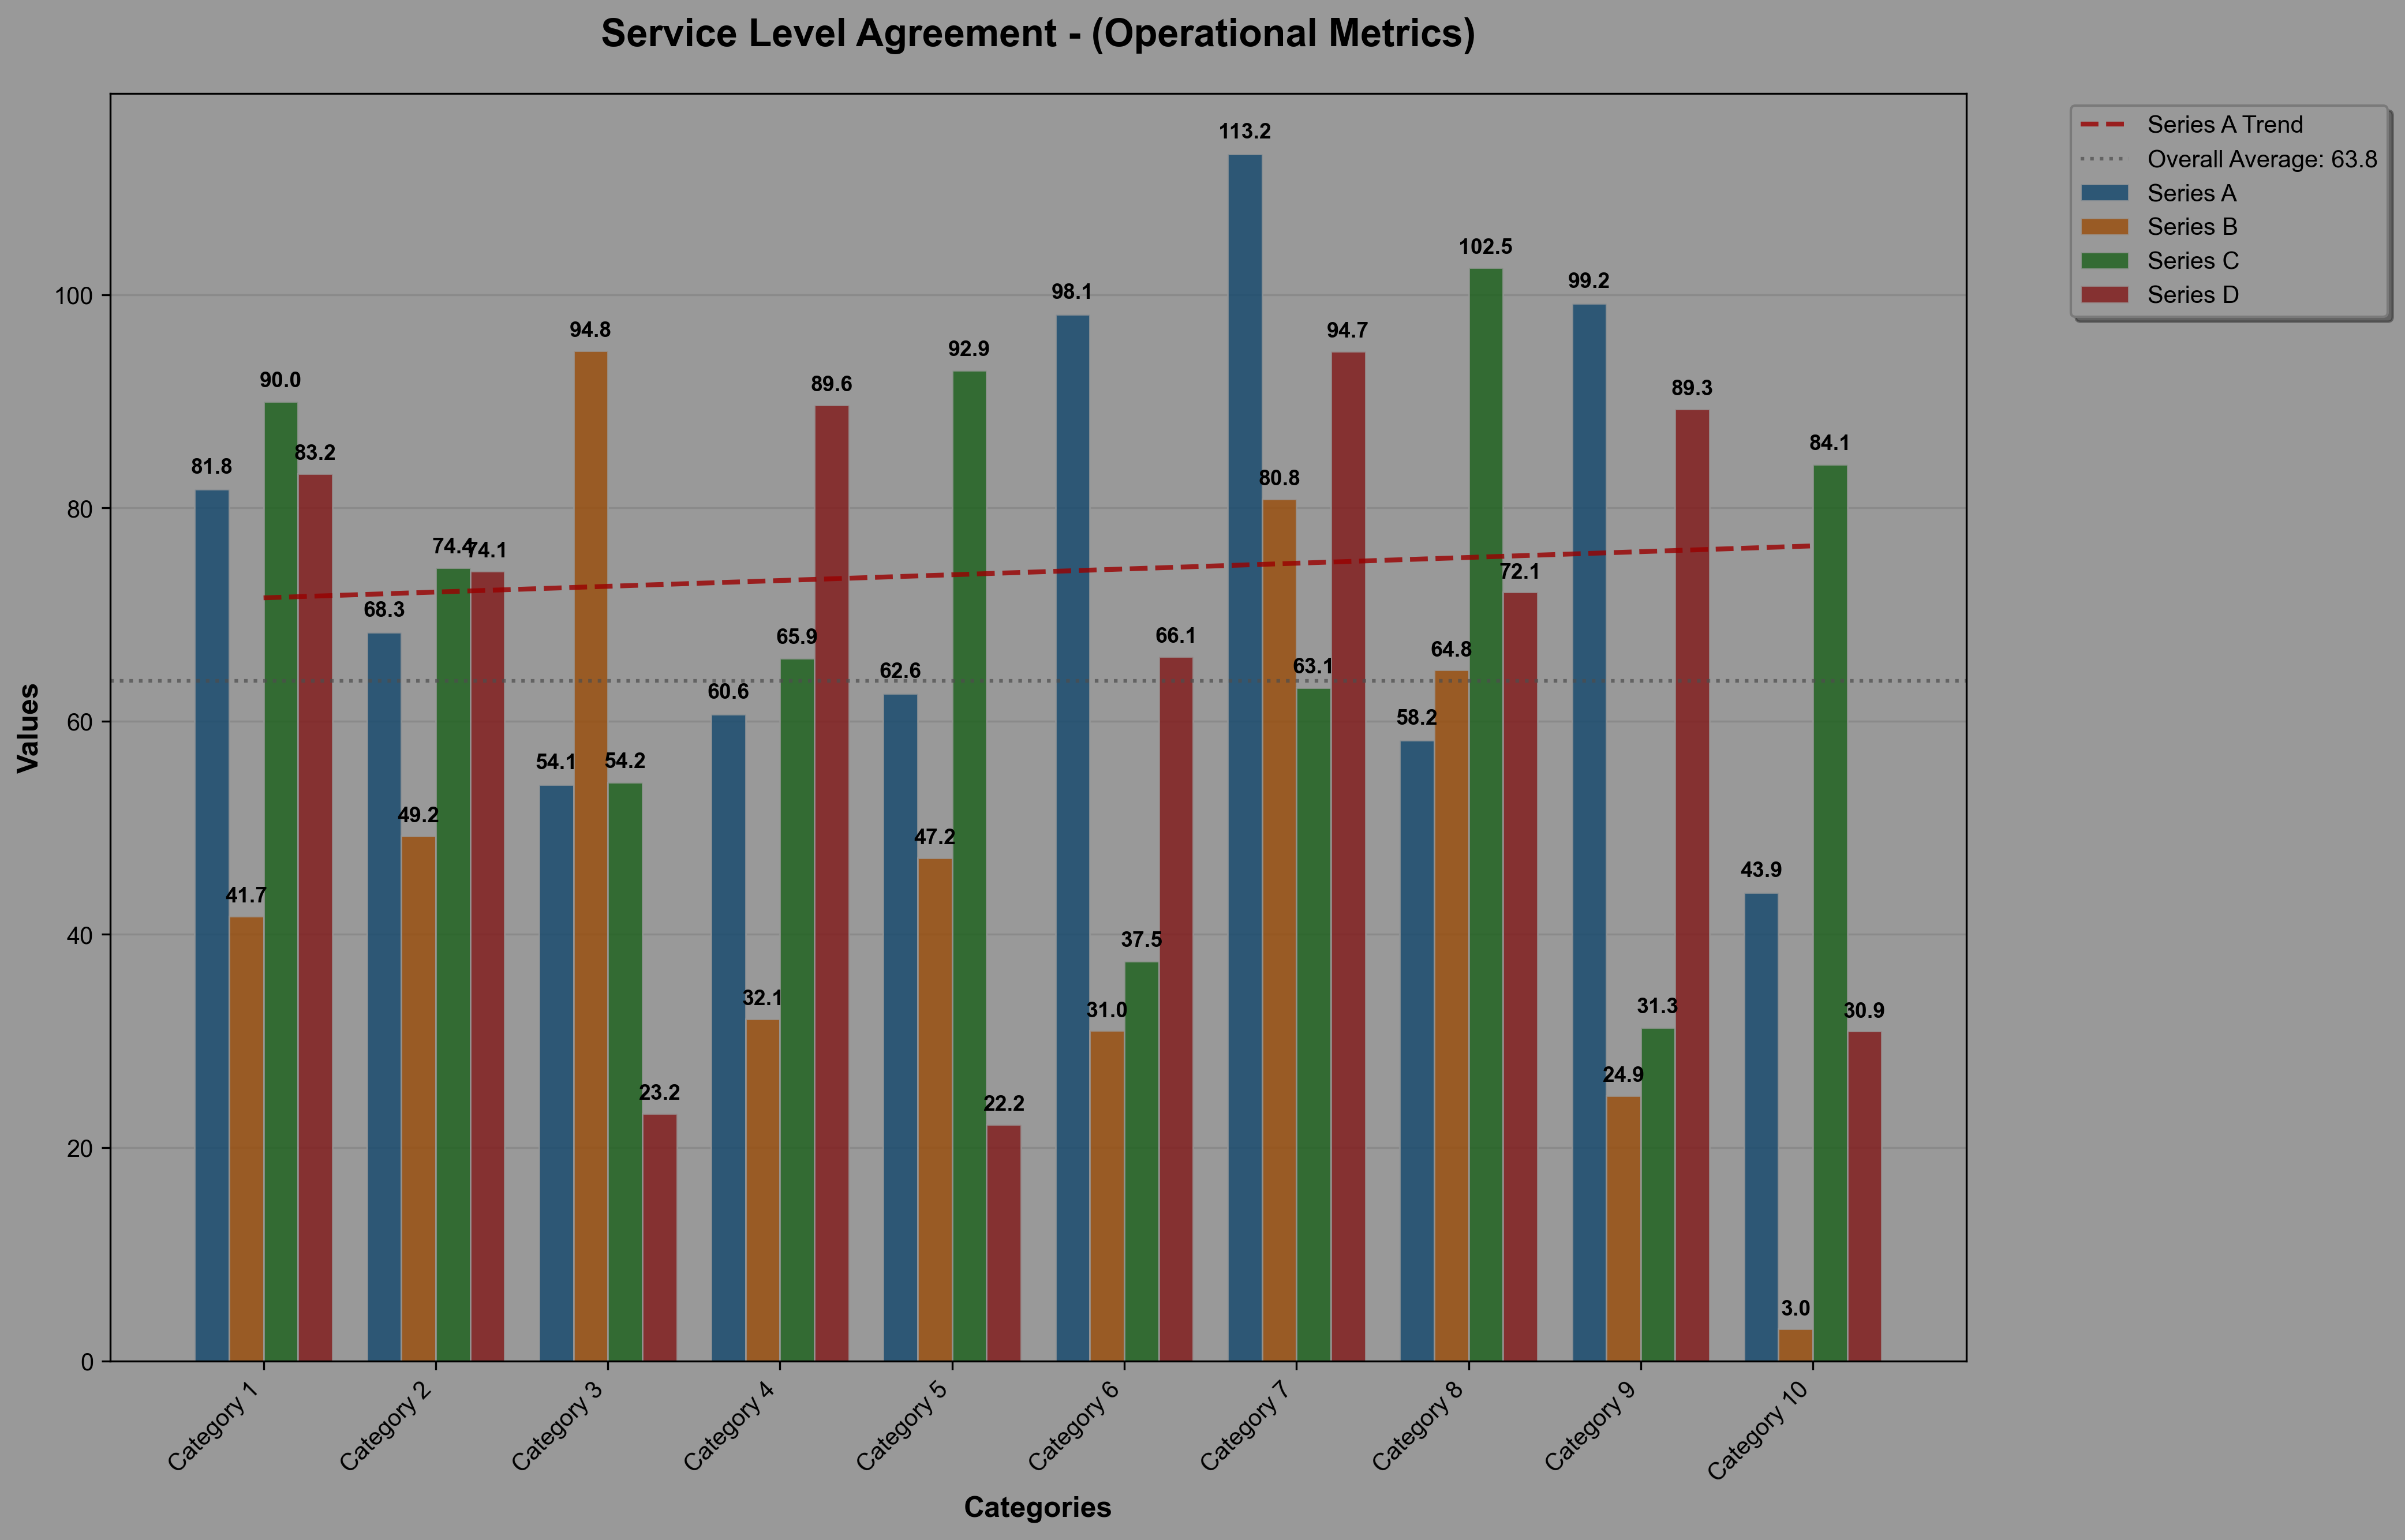 Service Level Agreement - (Operational Metrics)
Series A Trend
Overall Average: 63.8
Series A
Series B
Series C
Series D
Values
100
80
60
40
20
0
81.8
41.7
90.0
83.2
68.3
49.2
74.4
74.1
54.1
94.8
54.2
23.2
60.6
32.1
65.9
89.6
62.6
47.2
92.9
22.2
98.1
31.0
37.5
66.1
113.2
80.8
63.1
94.7
58.2
64.8
102.5
72.1
99.2
24.9
31.3
89.3
43.9
3.0
84.1
30.9
Category 1
Category 2
Category 3
Category 4
Category 5
Category 6
Category 7
Category 8
Category 9
Category 10
Categories